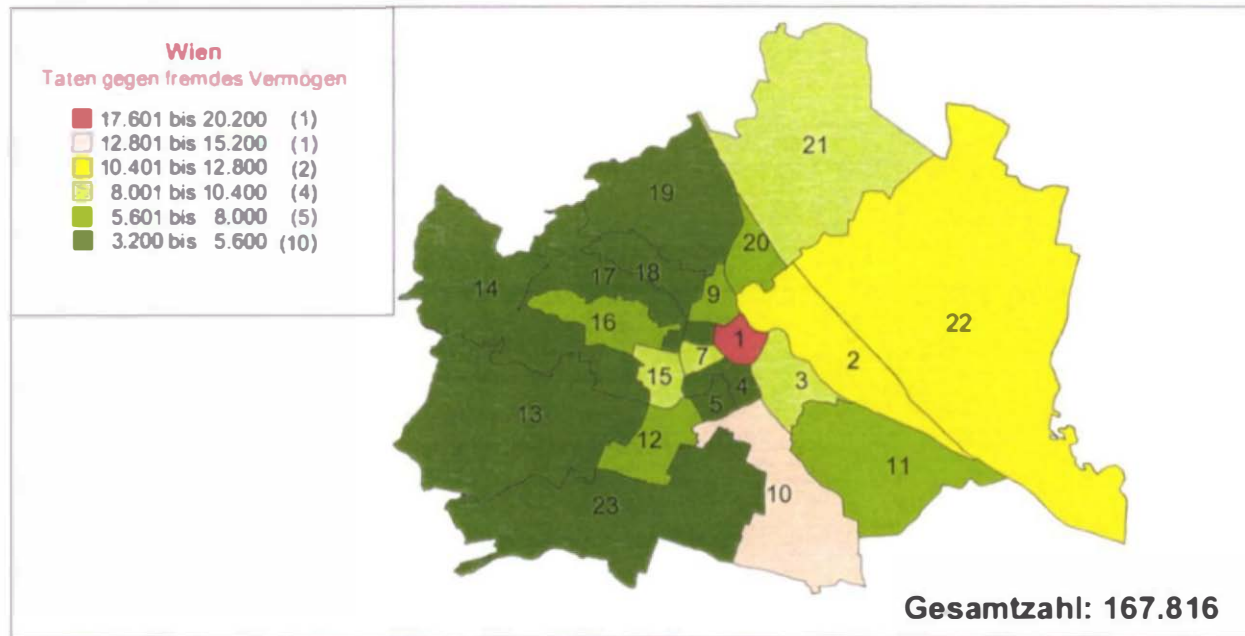 Wien
Taten gegen fremdes Vermögen
17.601 bis 20.200 (1)
12.801 bis 15.200 (1)
10.401 bis 12.800 (2)
8.001 bis 10.400 (4)
5.601 bis 8.000 (5)
3.200 bis 5.600 (10)
21
19
20
18
17
14
9
16
22
1
7
2
15
3
4
5
13
12
11
10
23
Gesamtzahl: 167.816